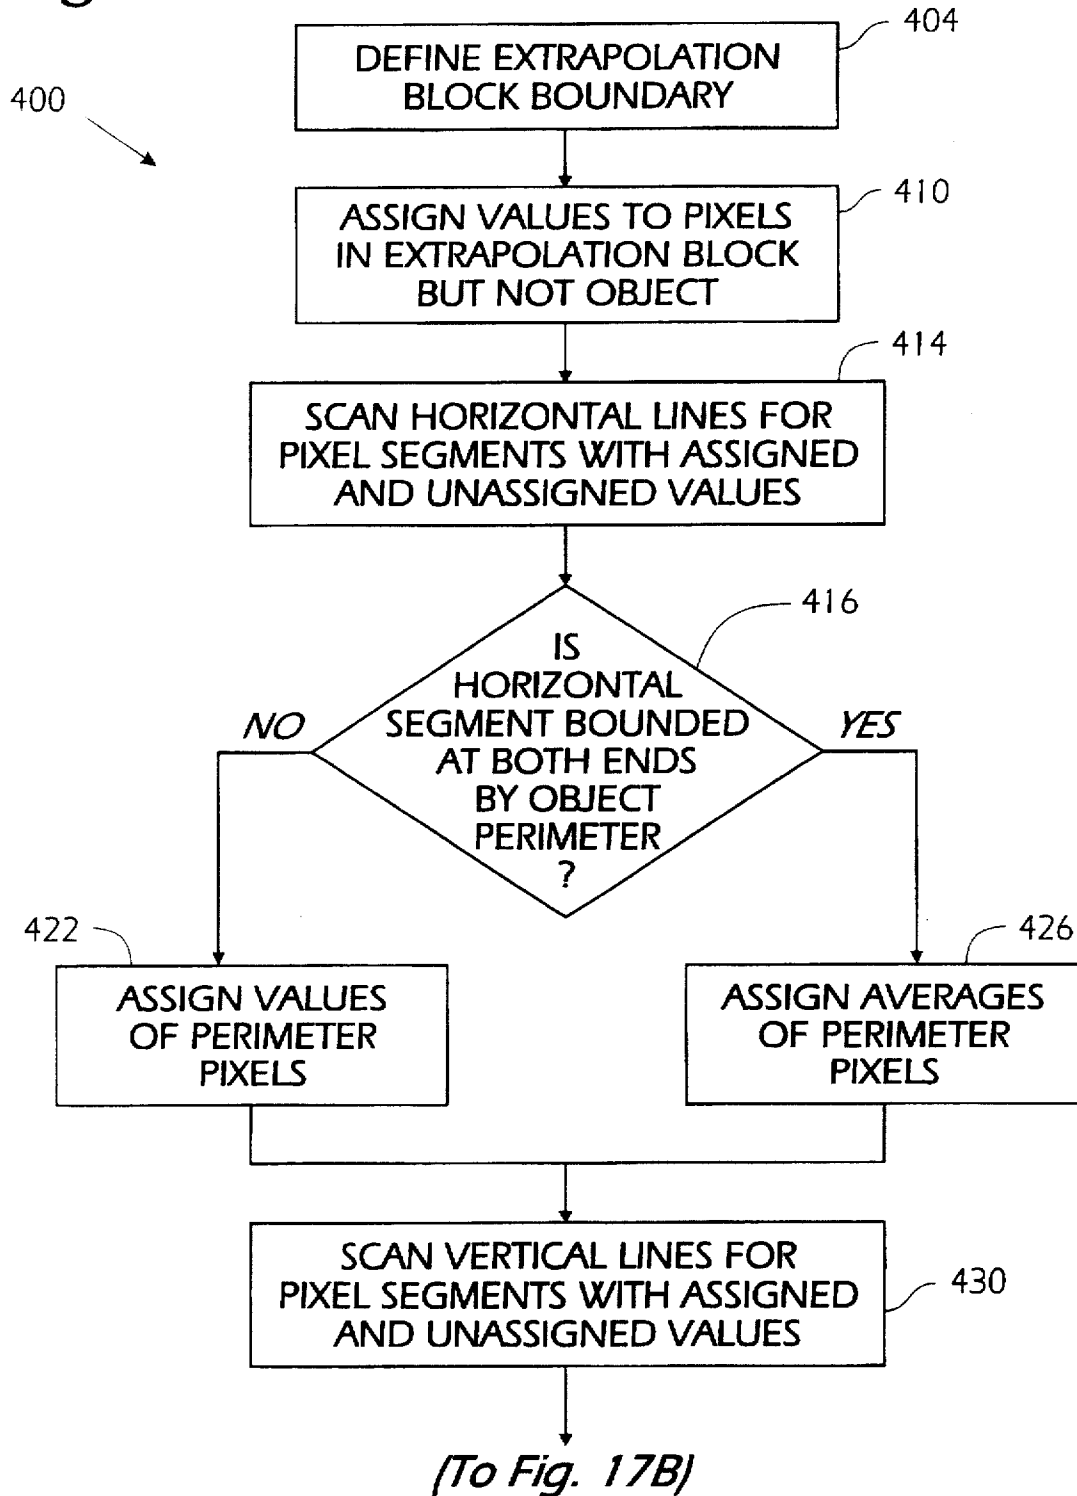 404
DEFINE EXTRAPOLATION
BLOCK BOUNDARY
400
410
ASSIGN VALUES TO PIXELS
IN EXTRAPOLATION BLOCK
BUT NOT OBJECT
414
SCAN HORIZONTAL LINES FOR
PIXEL SEGMENTS WITH ASSIGNED
AND UNASSIGNED VALUES
416
IS
HORIZONTAL
SEGMENT BOUNDED
AT BOTH ENDS
BY OBJECT
PERIMETER
?
NO
YES
422
ASSIGN VALUES
OF PERIMETER
PIXELS
426
ASSIGN AVERAGES
OF PERIMETER
PIXELS
SCAN VERTICAL LINES FOR
PIXEL SEGMENTS WITH ASSIGNED
AND UNASSIGNED VALUES
430
(To Fig. 17B)